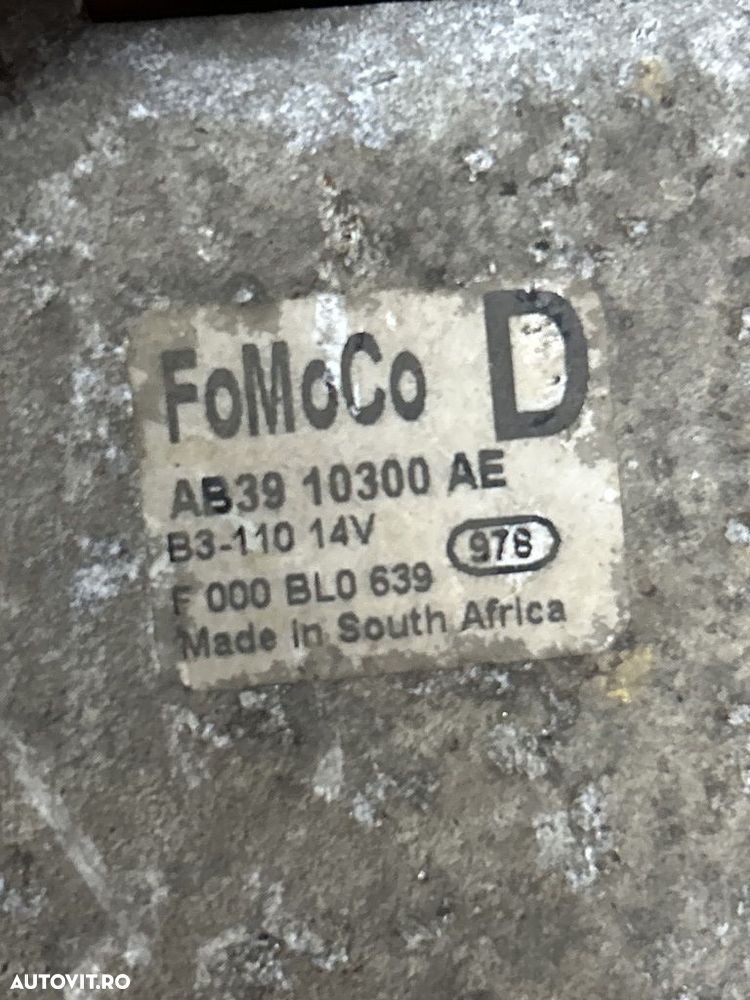 FoMoCo D
AB39 10300 AE
B3-110 14V
978
F 000 BL0 639
Made in South Africa
AUTOVIT.RO